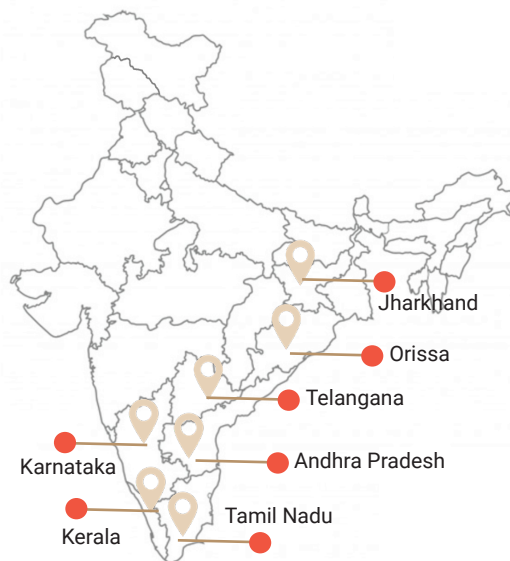 Jharkhand
Orissa
Telangana
Andhra Pradesh
Karnataka
Tamil Nadu
Kerala